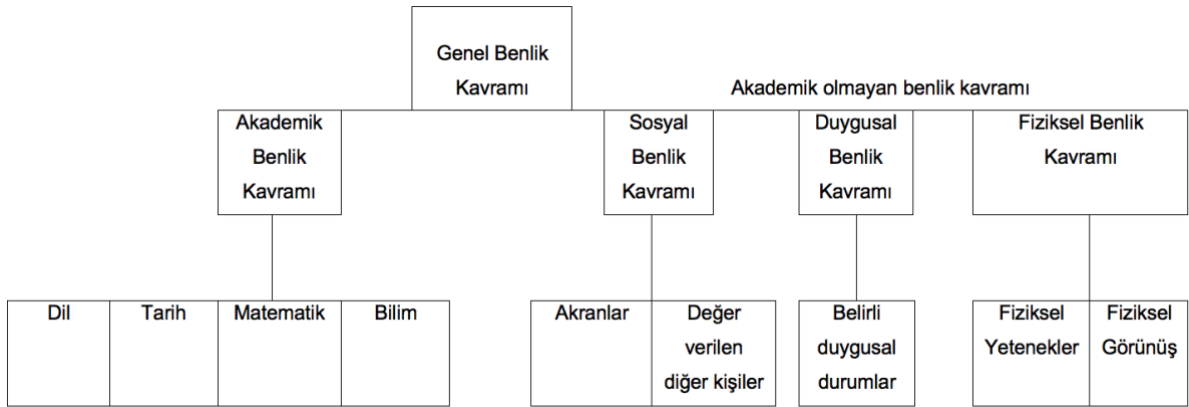 Genel Benlik
Kavramı
Akademik olmayan benlik kavramı
Akademik
Benlik
Kavramı
Sosyal
Benlik
Kavramı
Duygusal
Benlik
Kavramı
Fiziksel Benlik
Kavramı
Dil
Tarih
Matematik
Bilim
Akranlar
Değer
verilen
diğer kişiler
Belirli
duygusal
durumlar
Fiziksel
Yetenekler
Fiziksel
Görünüş